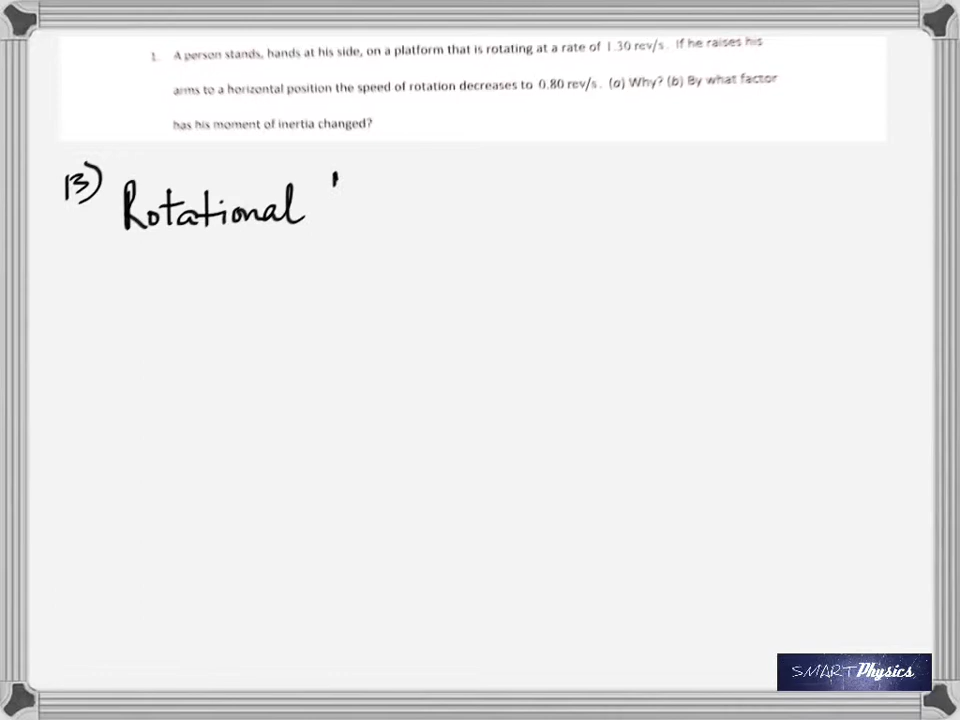 1. A person stands, hands at his side, on a platform that is rotating at a rate of 1.30 rev/s. If he raises his
arms to a horizontal position the speed of rotation decreases to 0.80 rev/s. (a) Why? (b) By what factor
has his moment of inertia changed?
13)
Rotational
SMARTPhysics